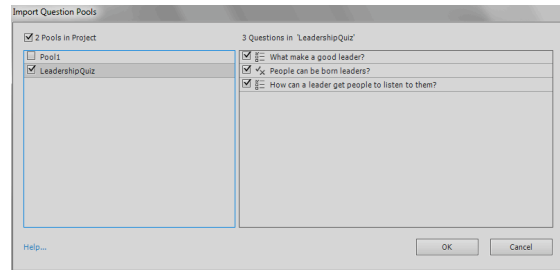 Import Question Pools
2 Pools in Project
3 Questions in 'LeadershipQuiz'
Pool1
LeadershipQuiz
What make a good leader?
People can be born leaders?
How can a leader get people to listen to them?
Help...
OK
Cancel